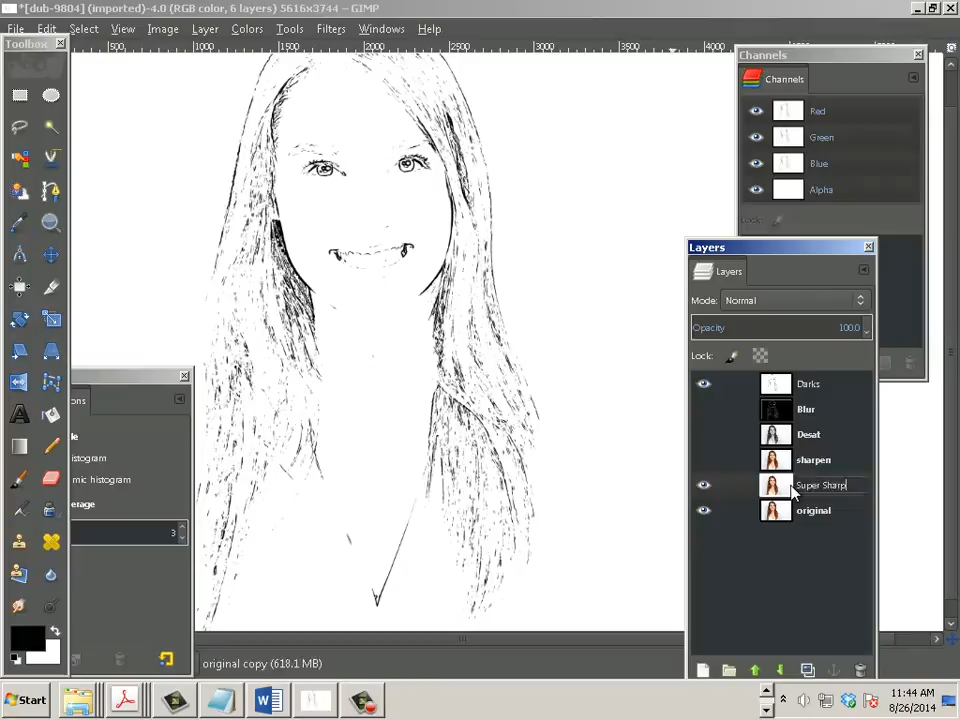 *[dub-9804] (imported)-4.0 (RGB color, 6 layers) 5616x3744 – GIMP
File Edit Select View Image Layer Colors Tools Filters Windows Help
Toolbox
500 1000 1500 2000 2500 3000 3500 4000
Channels
Channels
Red
Green
Blue
Alpha
Lock:
Layers
Layers
Mode: Normal
Opacity 100.0
Lock:
Darks
Blur
Desat
sharpen
Super Sharp
original
ons
le
histogram
mic histogram
erage
3
original copy (618.1 MB)
Start
11:44 AM
8/26/2014